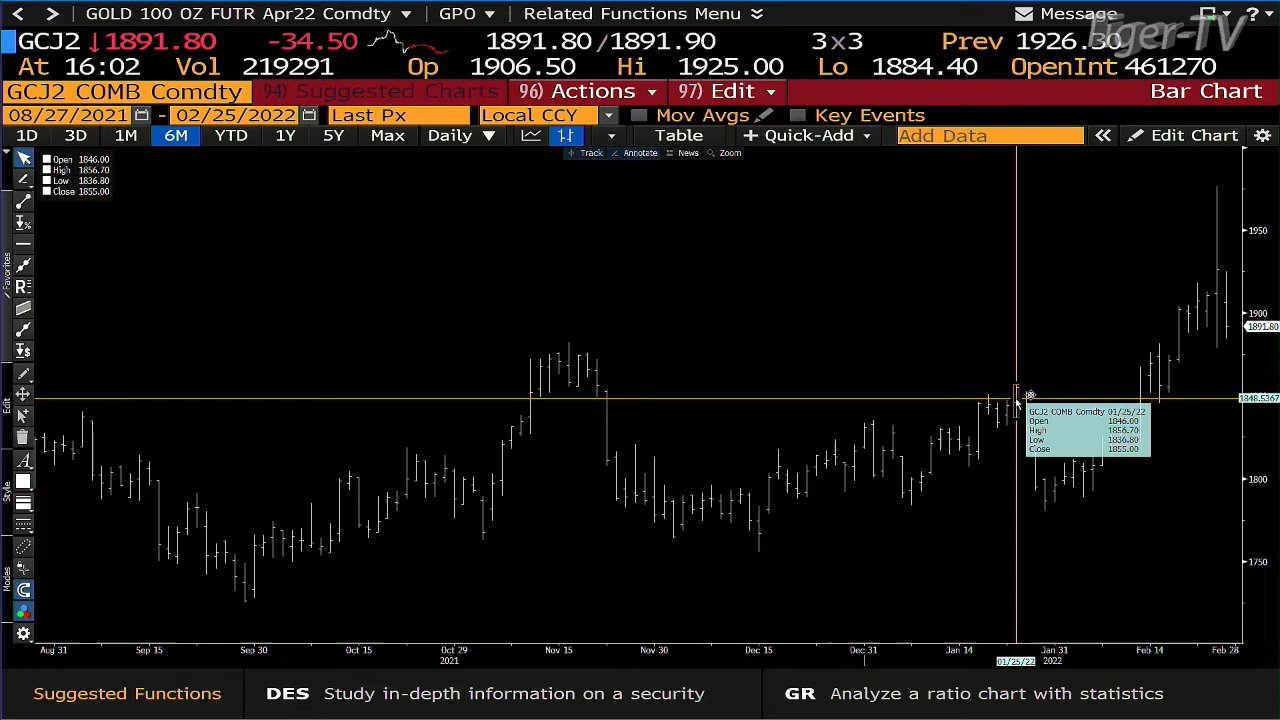 GOLD 100 OZ FUTR Apr22 Comdty GPO Related Functions Menu Message ?
GCJ2 ↓1891.80 -34.50 1891.80/1891.90 3x3 Prev 1926.30
Tiger-TV
At 16:02 Vol 219291 Op 1906.50 Hi 1925.00 Lo 1884.40 OpenInt 461270
GCJ2 COMB Comdty 94) Suggested Charts 96) Actions 97) Edit Bar Chart
08/27/2021 - 02/25/2022 Last Px Local CCY Mov Avgs Key Events
1D 3D 1M 6M YTD 1Y 5Y Max Daily Table + Quick-Add Add Data Edit Chart
Track Annotate News Zoom
Open 1846.00
High 1856.70
Low 1836.80
Close 1855.00
Favorites
Edit
Style
Modes
1950
1900
1891.80
1848.5367
1800
1750
GCJ2 COMB Comdty 01/25/22
Open 1846.00
High 1856.70
Low 1836.80
Close 1855.00
Aug 31 Sep 15 Sep 30 Oct 15 Oct 29 Nov 15 Nov 30 Dec 15 Dec 31 Jan 14 Jan 31 Feb 14 Feb 28
2021 01/25/22 2022
Suggested Functions DES Study in-depth information on a security GR Analyze a ratio chart with statistics